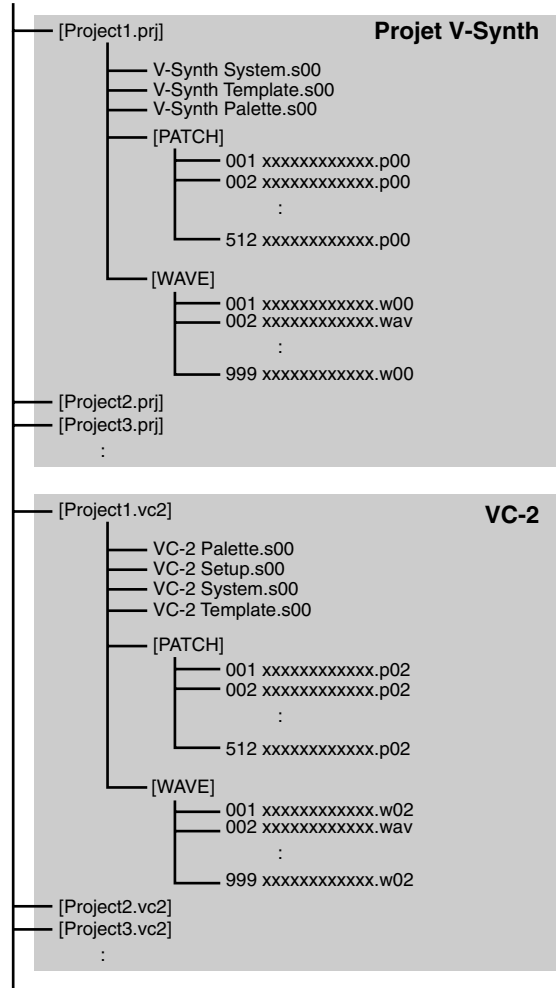 [Project1.prj] Projet V-Synth
V-Synth System.s00
V-Synth Template.s00
V-Synth Palette.s00
[PATCH]
001 xxxxxxxxxxxx.p00
002 xxxxxxxxxxxx.p00
:
512 xxxxxxxxxxxx.p00
[WAVE]
001 xxxxxxxxxxxx.w00
002 xxxxxxxxxxxx.wav
:
999 xxxxxxxxxxxx.w00
[Project2.prj]
[Project3.prj]
:
[Project1.vc2] VC-2
VC-2 Palette.s00
VC-2 Setup.s00
VC-2 System.s00
VC-2 Template.s00
[PATCH]
001 xxxxxxxxxxxx.p02
002 xxxxxxxxxxxx.p02
:
512 xxxxxxxxxxxx.p02
[WAVE]
001 xxxxxxxxxxxx.w02
002 xxxxxxxxxxxx.wav
:
999 xxxxxxxxxxxx.w02
[Project2.vc2]
[Project3.vc2]
: